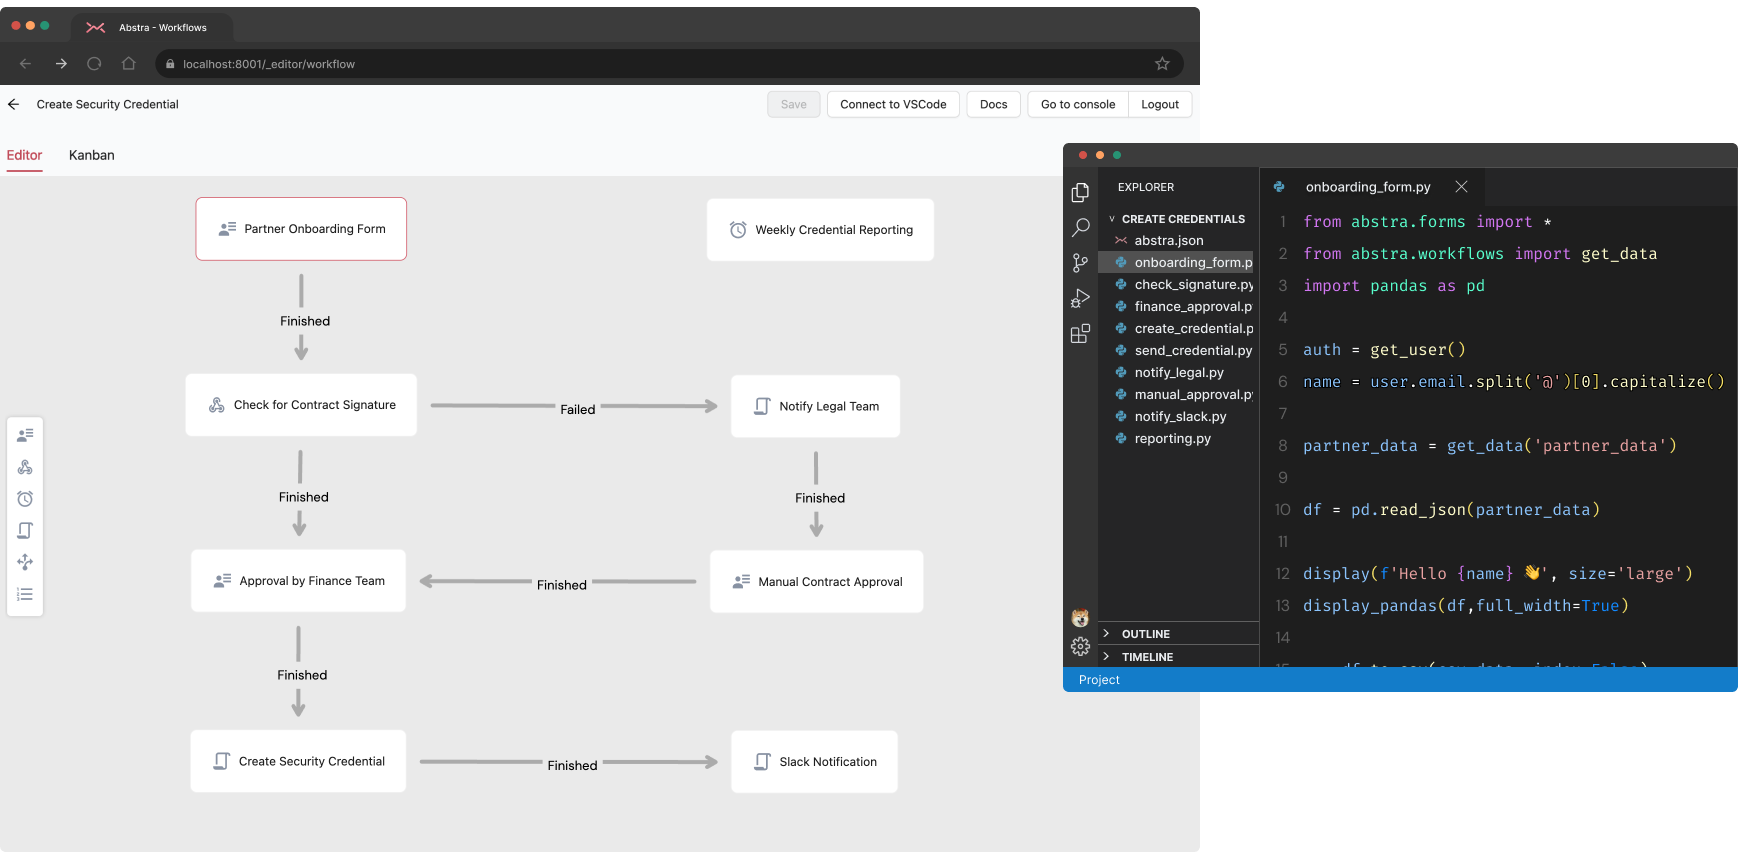 Abstra - Workflows
localhost:8001/_editor/workflow
Create Security Credential
Save
Connect to VSCode
Docs
Go to console
Logout
Editor
Kanban
Partner Onboarding Form
Weekly Credential Reporting
Finished
Check for Contract Signature
Failed
Notify Legal Team
Finished
Finished
Approval by Finance Team
Finished
Manual Contract Approval
Finished
Create Security Credential
Finished
Slack Notification
EXPLORER
CREATE CREDENTIALS
abstra.json
onboarding_form.p
check_signature.py
finance_approval.p
create_credential.p
send_credential.py
notify_legal.py
manual_approval.py
notify_slack.py
reporting.py
OUTLINE
TIMELINE
Project
onboarding_form.py
1 from abstra.forms import *
2 from abstra.workflows import get_data
3 import pandas as pd
4
5 auth = get_user()
6 name = user.email.split('@')[0].capitalize()
7
8 partner_data = get_data('partner_data')
9
10 df = pd.read_json(partner_data)
11
12 display(f'Hello {name} 👋', size='large')
13 display_pandas(df,full_width=True)
14